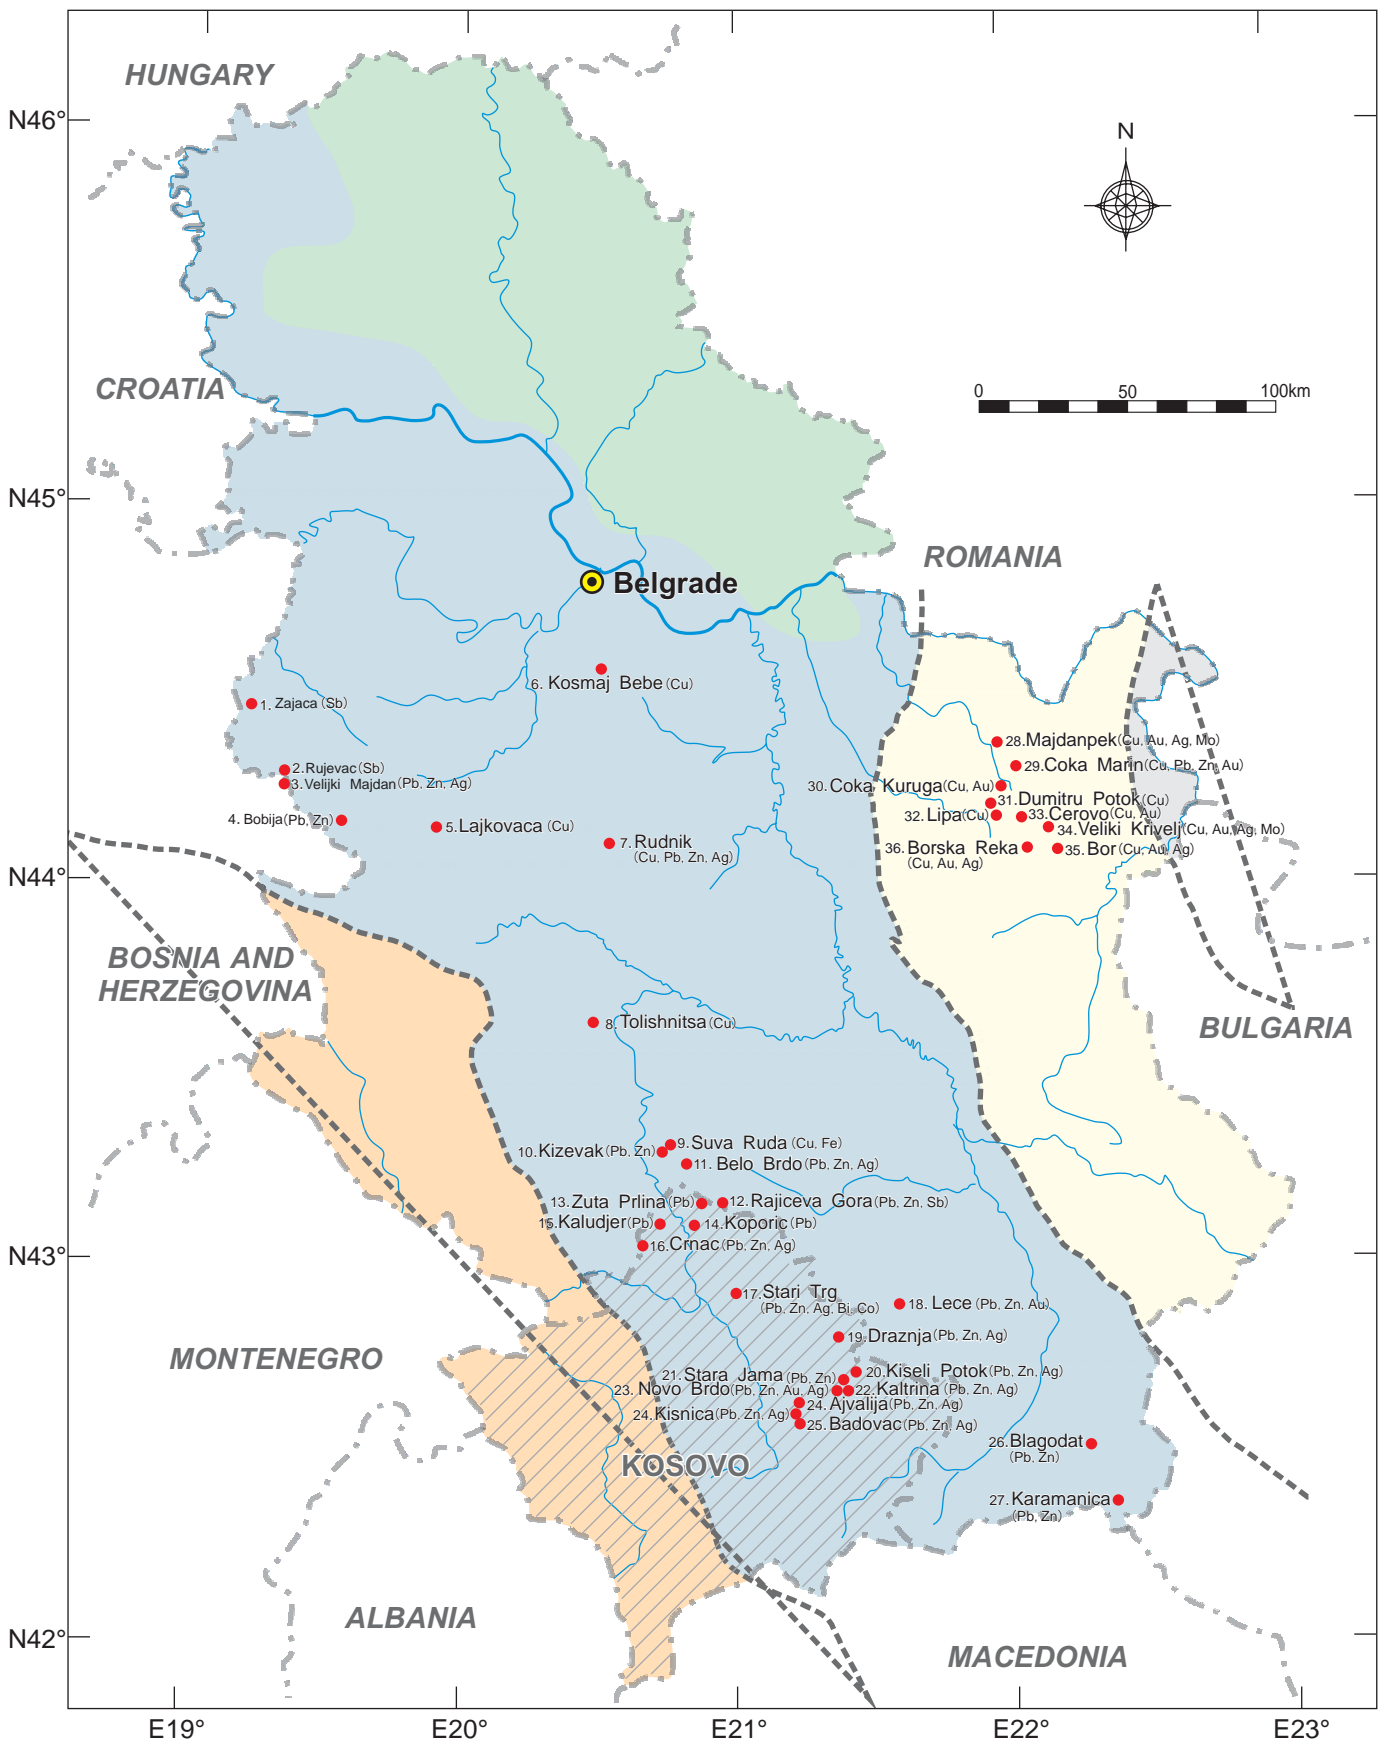 HUNGARY
N46°
N
CROATIA
0 50 100km
N45°
ROMANIA
Belgrade
6. Kosmaj Bebe (Cu)
1. Zajaca (Sb)
28. Majdanpek (Cu, Au, Ag, Mo)
2. Rujevac (Sb)
29. Coka Marin (Cu, Pb, Zn, Au)
3. Velijki Majdan (Pb, Zn, Ag)
30. Coka Kuruga (Cu, Au)
31. Dumitru Potok (Cu)
32. Lipa (Cu)
33. Cerovo (Cu, Au)
4. Bobija (Pb, Zn)
5. Lajkovaca (Cu)
34. Veliki Krivelj (Cu, Au, Ag, Mo)
7. Rudnik
(Cu, Pb, Zn, Ag)
36. Borska Reka
(Cu, Au, Ag)
35. Bor (Cu, Au, Ag)
N44°
BOSNIA AND
HERZEGOVINA
8. Tolishnitsa (Cu)
BULGARIA
9. Suva Ruda (Cu, Fe)
10. Kizevak (Pb, Zn)
11. Belo Brdo (Pb, Zn, Ag)
13. Zuta Prlina (Pb)
12. Rajiceva Gora (Pb, Zn, Sb)
15. Kaludjer (Pb)
14. Koporic (Pb)
16. Crnac (Pb, Zn, Ag)
N43°
17. Stari Trg
(Pb, Zn, Ag, Bi, Co)
18. Lece (Pb, Zn, Au)
19. Draznja (Pb, Zn, Ag)
MONTENEGRO
21. Stara Jama (Pb, Zn)
20. Kiseli Potok (Pb, Zn, Ag)
23. Novo Brdo (Pb, Zn, Au, Ag)
22. Kaltrina (Pb, Zn, Ag)
24. Ajvalija (Pb, Zn, Ag)
24. Kisnica (Pb, Zn, Ag)
25. Badovac (Pb, Zn, Ag)
26. Blagodat
(Pb, Zn)
KOSOVO
27. Karamanica
(Pb, Zn)
ALBANIA
N42°
MACEDONIA
E19° E20° E21° E22° E23°